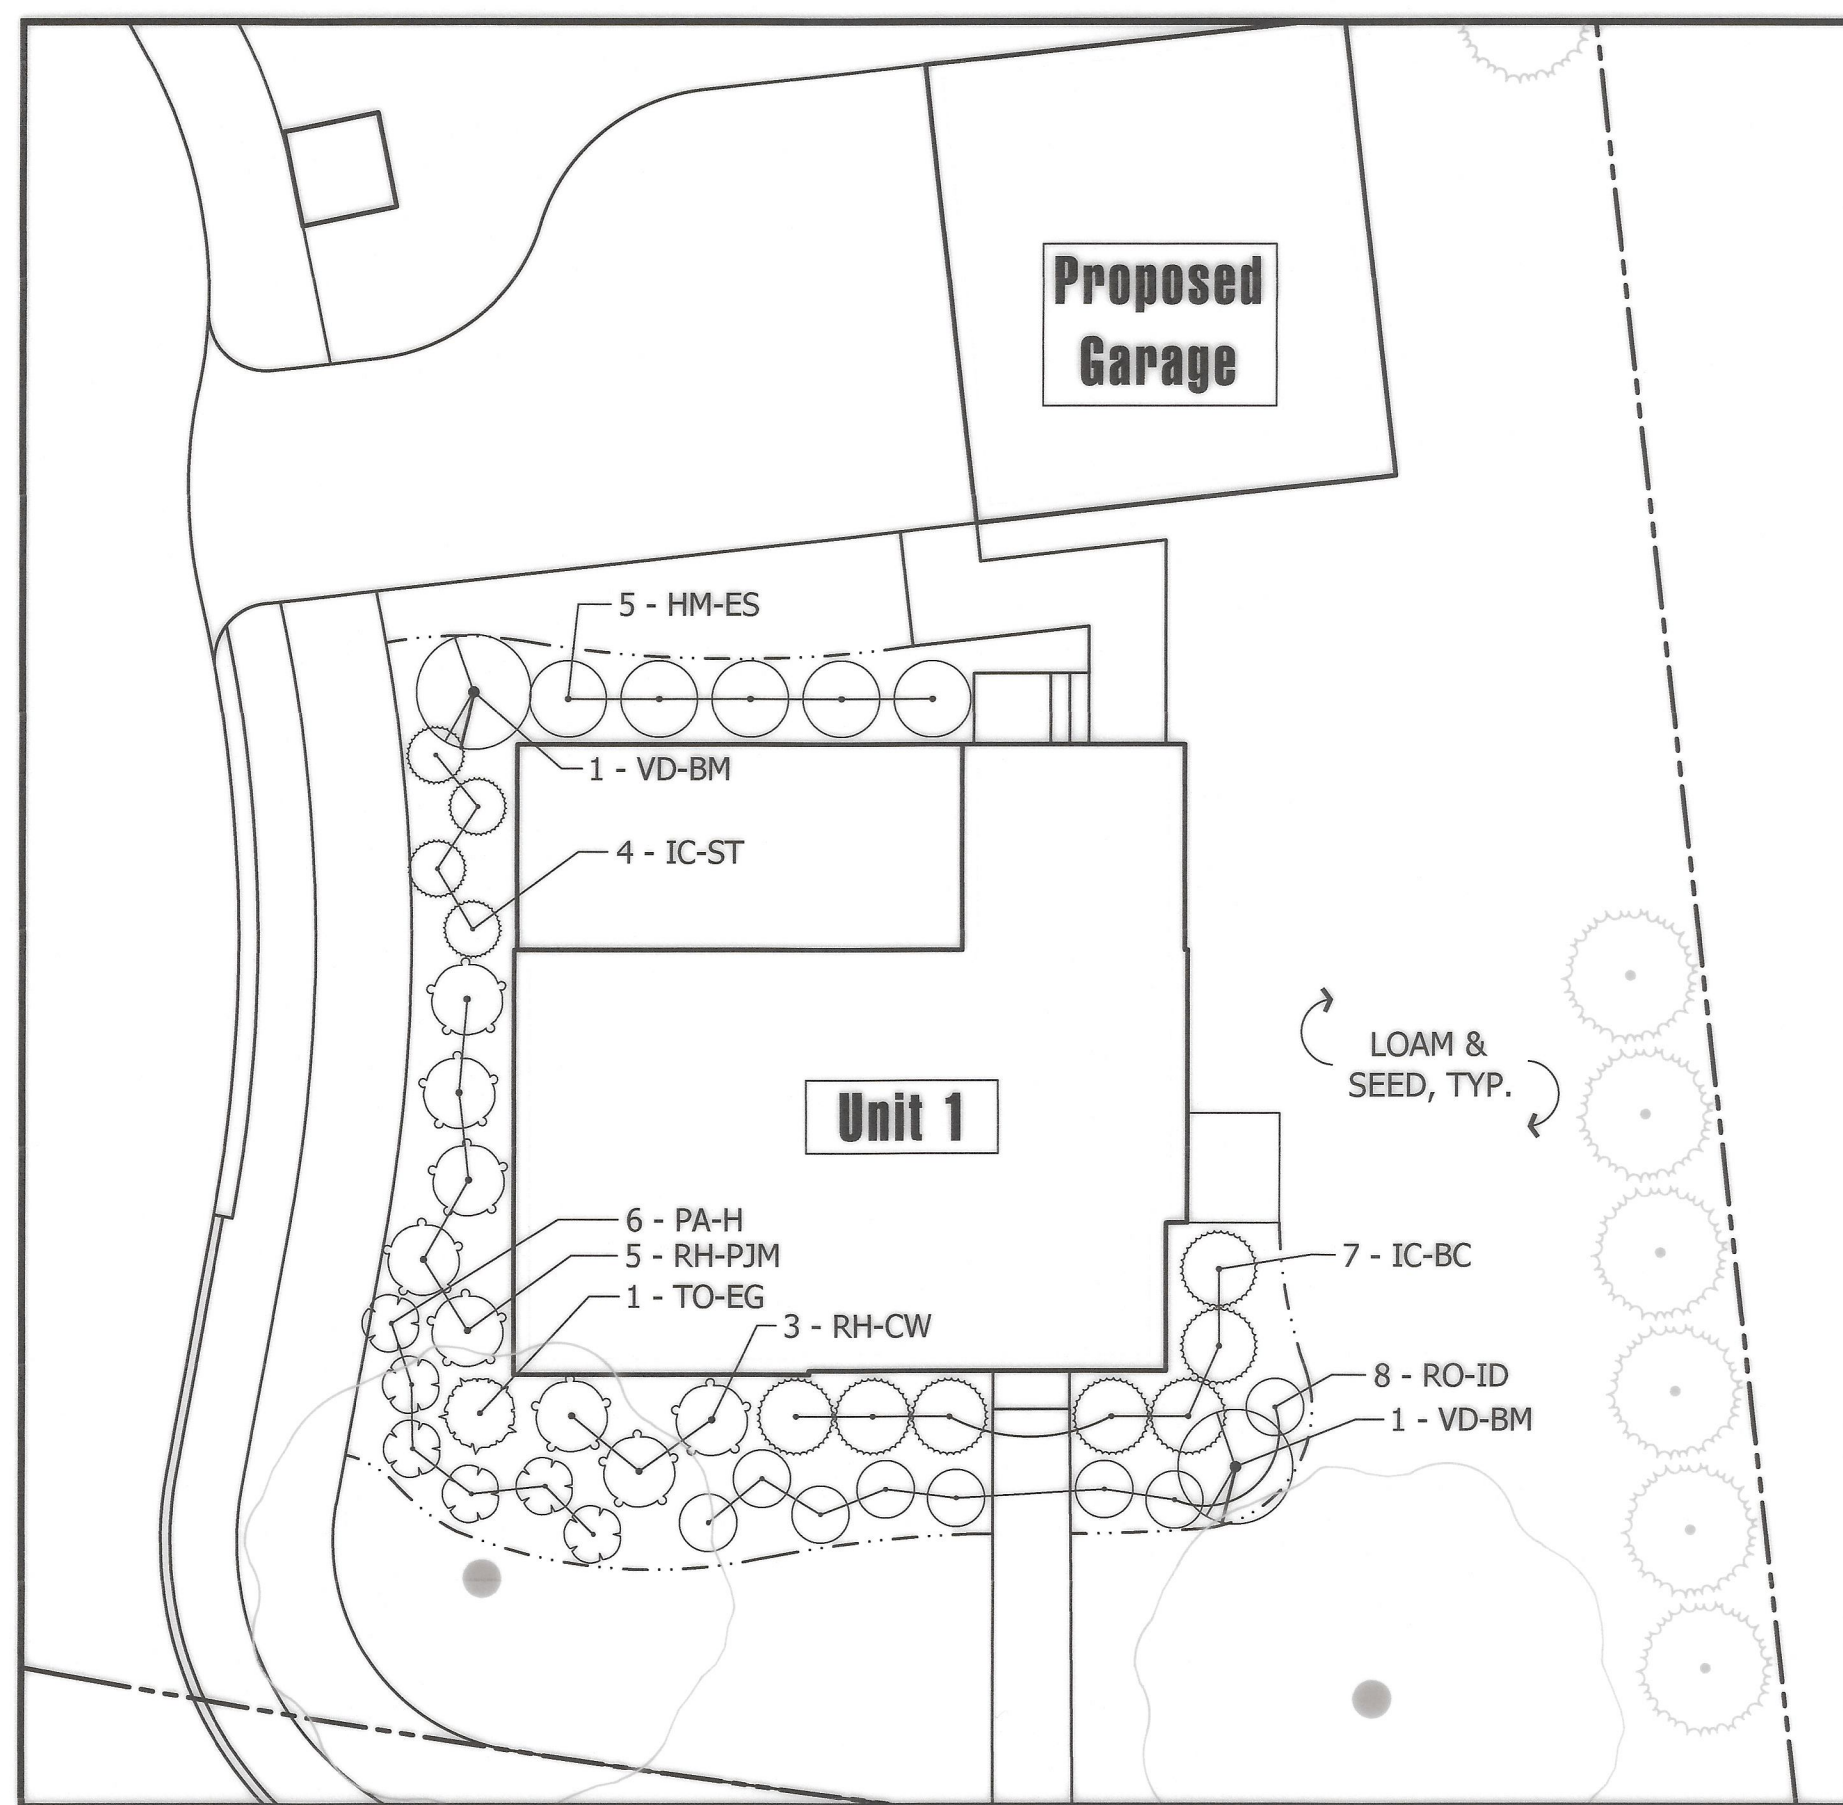 Proposed
Garage
5 - HM-ES
1 - VD-BM
4 - IC-ST
LOAM &
SEED, TYP.
Unit 1
6 - PA-H
5 - RH-PJM
1 - TO-EG
3 - RH-CW
7 - IC-BC
8 - RO-ID
1 - VD-BM